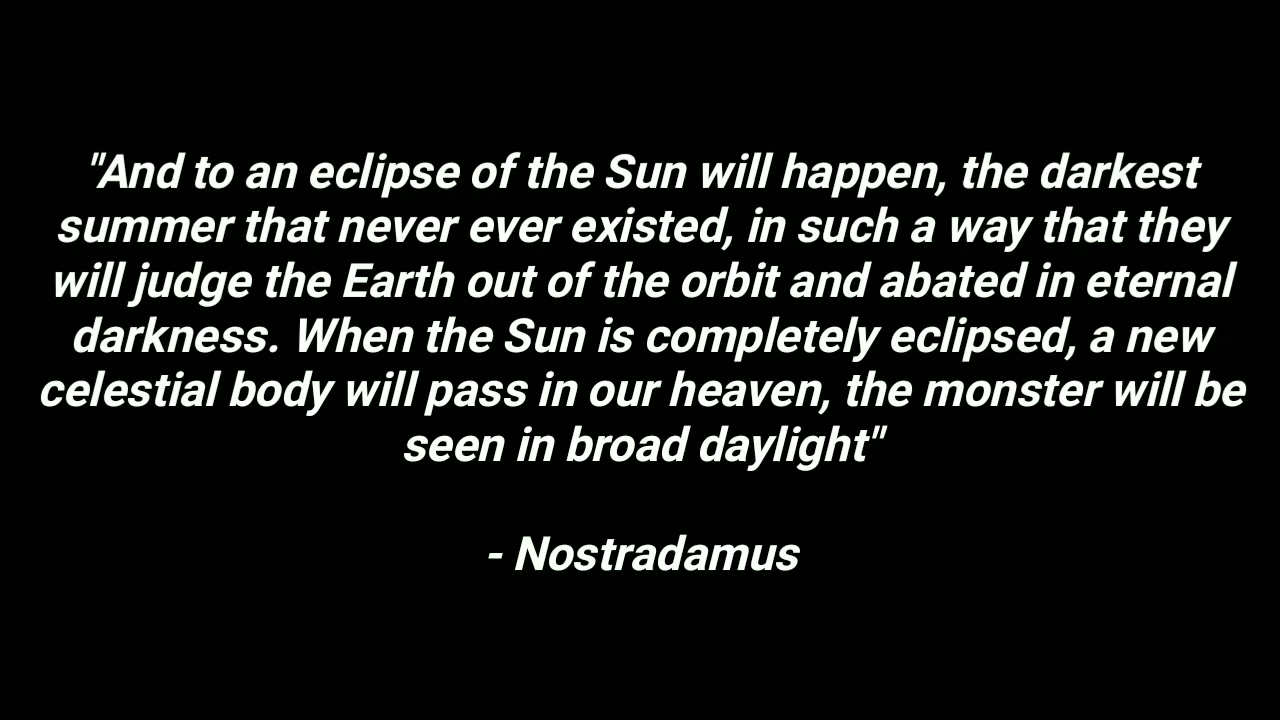 "And to an eclipse of the Sun will happen, the darkest
summer that never ever existed, in such a way that they
will judge the Earth out of the orbit and abated in eternal
darkness. When the Sun is completely eclipsed, a new
celestial body will pass in our heaven, the monster will be
seen in broad daylight"
- Nostradamus